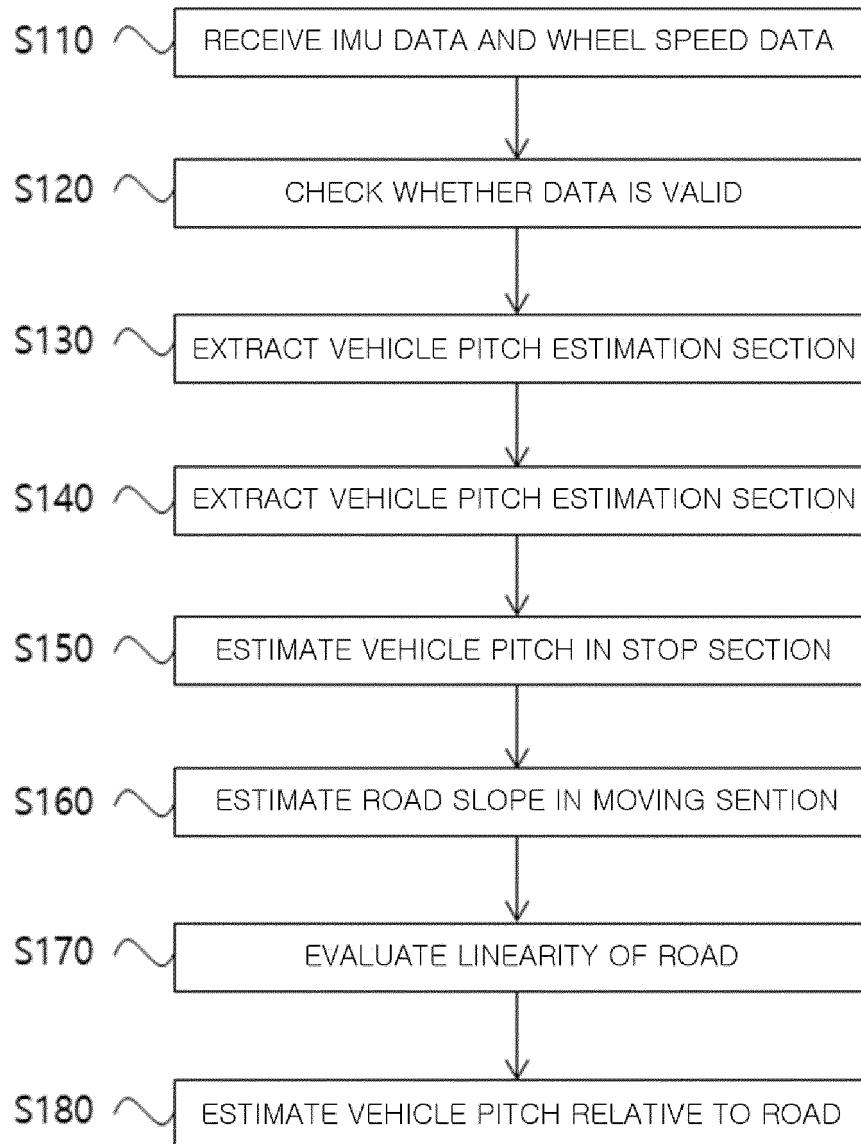 S110 RECEIVE IMU DATA AND WHEEL SPEED DATA
S120 CHECK WHETHER DATA IS VALID
S130 EXTRACT VEHICLE PITCH ESTIMATION SECTION
S140 EXTRACT VEHICLE PITCH ESTIMATION SECTION
S150 ESTIMATE VEHICLE PITCH IN STOP SECTION
S160 ESTIMATE ROAD SLOPE IN MOVING SENTION
S170 EVALUATE LINEARITY OF ROAD
S180 ESTIMATE VEHICLE PITCH RELATIVE TO ROAD